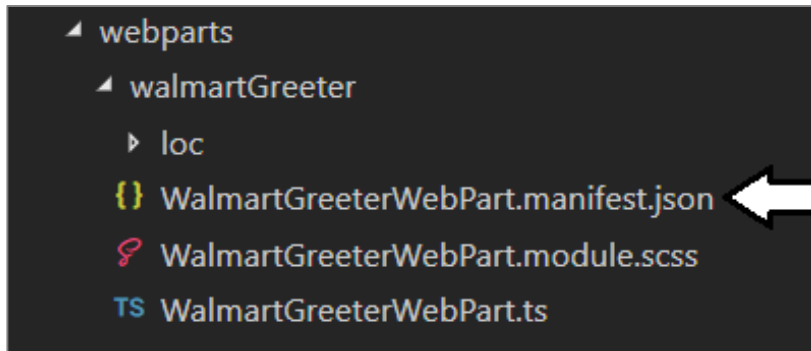 webparts
walmartGreeter
loc
{} WalmartGreeterWebPart.manifest.json
WalmartGreeterWebPart.module.scss
TS WalmartGreeterWebPart.ts